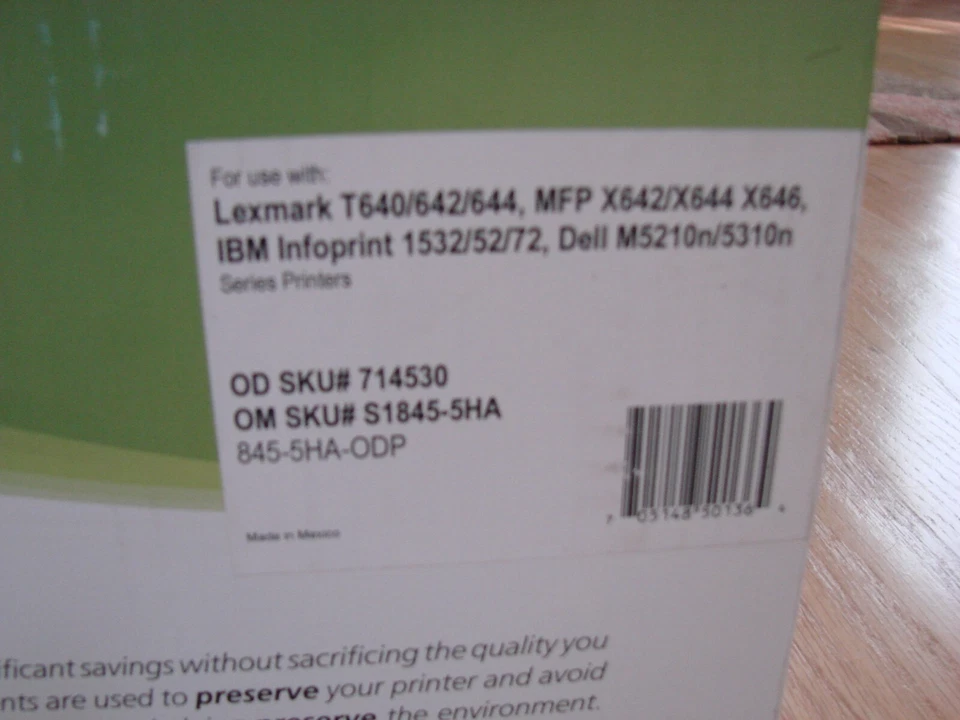 For use with:
Lexmark T640/642/644, MFP X642/X644 X646,
IBM Infoprint 1532/52/72, Dell M5210n/5310n
Series Printers
OD SKU# 714530
OM SKU# S1845-5HA
845-5HA-ODP
Made in Mexico
ificant savings without sacrificing the quality you
nts are used to preserve your printer and avoid
preserve the environment.